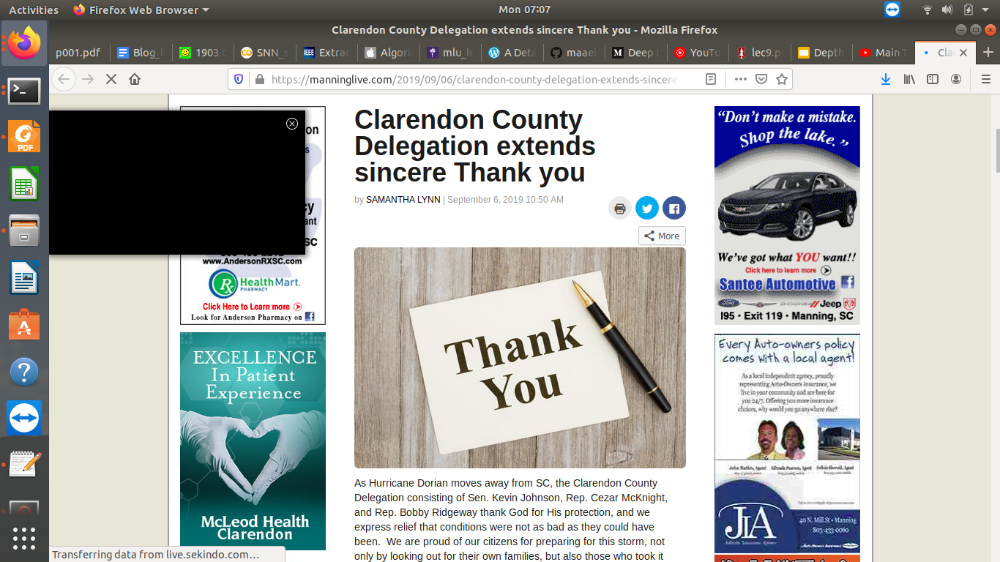 Activities
Firefox Web Browser
Mon 07:07
Clarendon County Delegation extends sincere Thank you - Mozilla Firefox
p001.pdf
Blog_l
1903.0
SNN_s
Extrac
Algori
mlu_le
A Deta
maael
Deep L
YouTu
lec9.p
Depth
Main T
Cla
https://manninglive.com/2019/09/06/clarendon-county-delegation-extends-sincere-
on
s
cy
ant
SC
www.AndersonRXSC.com
Health Mart.
PHARMACY
Click Here to Learn more
Look for Anderson Pharmacy on
EXCELLENCE
In Patient
Experience
McLeod Health
Clarendon
Clarendon County
Delegation extends
sincere Thank you
by SAMANTHA LYNN | September 6, 2019 10:50 AM
More
Thank
You
As Hurricane Dorian moves away from SC, the Clarendon County
Delegation consisting of Sen. Kevin Johnson, Rep. Cezar McKnight,
and Rep. Bobby Ridgeway thank God for His protection, and we
express relief that conditions were not as bad as they could have
been.  We are proud of our citizens for preparing for this storm, not
only by looking out for their own families, but also those who took it
“Don't make a mistake.
Shop the lake.”
We've got what YOU want!!
Click here to learn more
Santee Automotive
Ford
DODGE
Jeep
I95 • Exit 119 • Manning, SC
Every Auto-owners policy
comes with a local agent!
As a local independent agency, proudly
representing Auto-Owners insurance, we
live in your community and are here for
you 24/7. Offering you more insurance
choices, why would you go anywhere else?
John Mathis, Agent
Alfreda Pearson, Agent
JIA
40 N. Mill St • Manning
803-433-0060
Transferring data from live.sekindo.com…